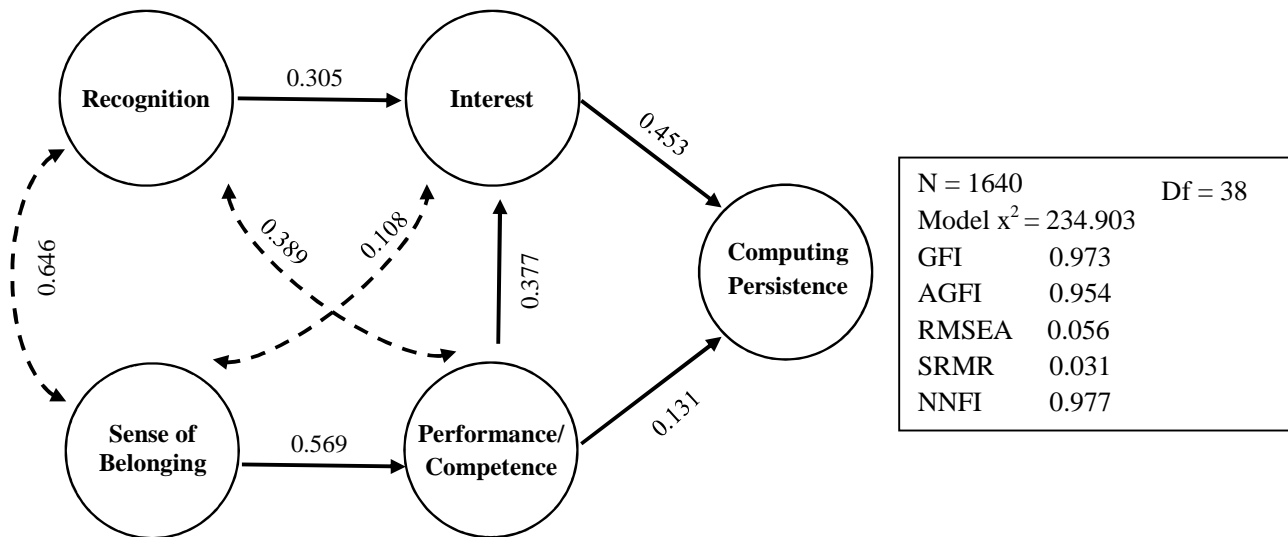 Recognition
0.305
Interest
0.453
0.646
0.389
0.108
0.377
Computing
Persistence
Sense of
Belonging
0.569
Performance/
Competence
0.131
N = 1640 Df = 38
Model x² = 234.903
GFI 0.973
AGFI 0.954
RMSEA 0.056
SRMR 0.031
NNFI 0.977